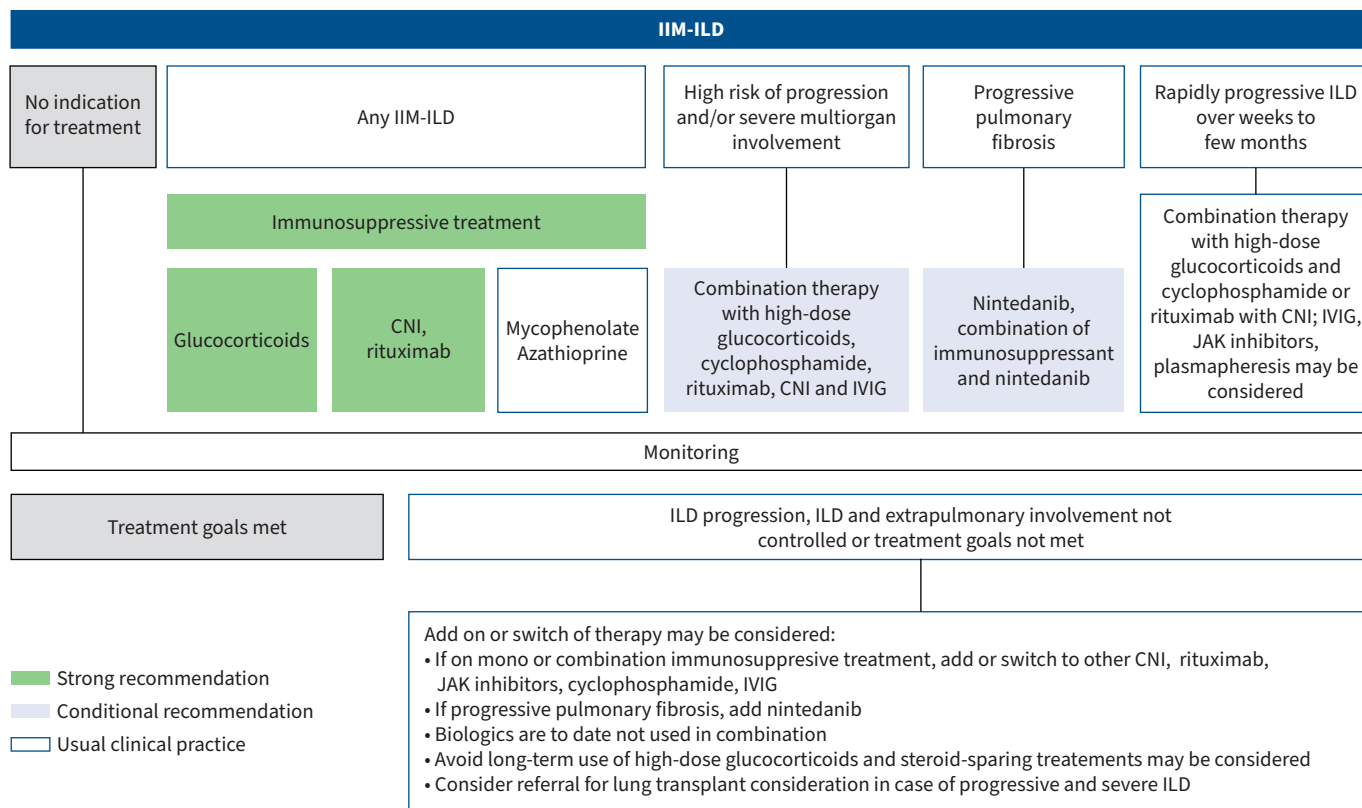 IIM-ILD
No indication
for treatment
Any IIM-ILD
High risk of progression
and/or severe multiorgan
involvement
Progressive
pulmonary
fibrosis
Rapidly progressive ILD
over weeks to
few months
Immunosuppressive treatment
Glucocorticoids
CNI,
rituximab
Mycophenolate
Azathioprine
Combination therapy
with high-dose
glucocorticoids,
cyclophosphamide,
rituximab, CNI and IVIG
Nintedanib,
combination of
immunosuppressant
and nintedanib
Combination therapy
with high-dose
glucocorticoids and
cyclophosphamide or
rituximab with CNI; IVIG,
JAK inhibitors,
plasmapheresis may be
considered
Monitoring
Treatment goals met
ILD progression, ILD and extrapulmonary involvement not
controlled or treatment goals not met
Add on or switch of therapy may be considered:
• If on mono or combination immunosuppresive treatment, add or switch to other CNI, rituximab,
JAK inhibitors, cyclophosphamide, IVIG
• If progressive pulmonary fibrosis, add nintedanib
• Biologics are to date not used in combination
• Avoid long-term use of high-dose glucocorticoids and steroid-sparing treatements may be considered
• Consider referral for lung transplant consideration in case of progressive and severe ILD
Strong recommendation
Conditional recommendation
Usual clinical practice